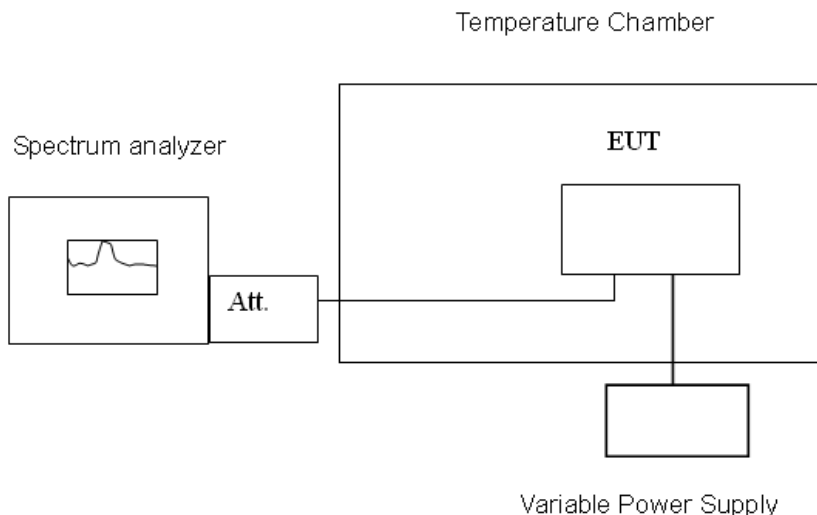 Temperature Chamber
Spectrum analyzer
EUT
Att.
Variable Power Supply